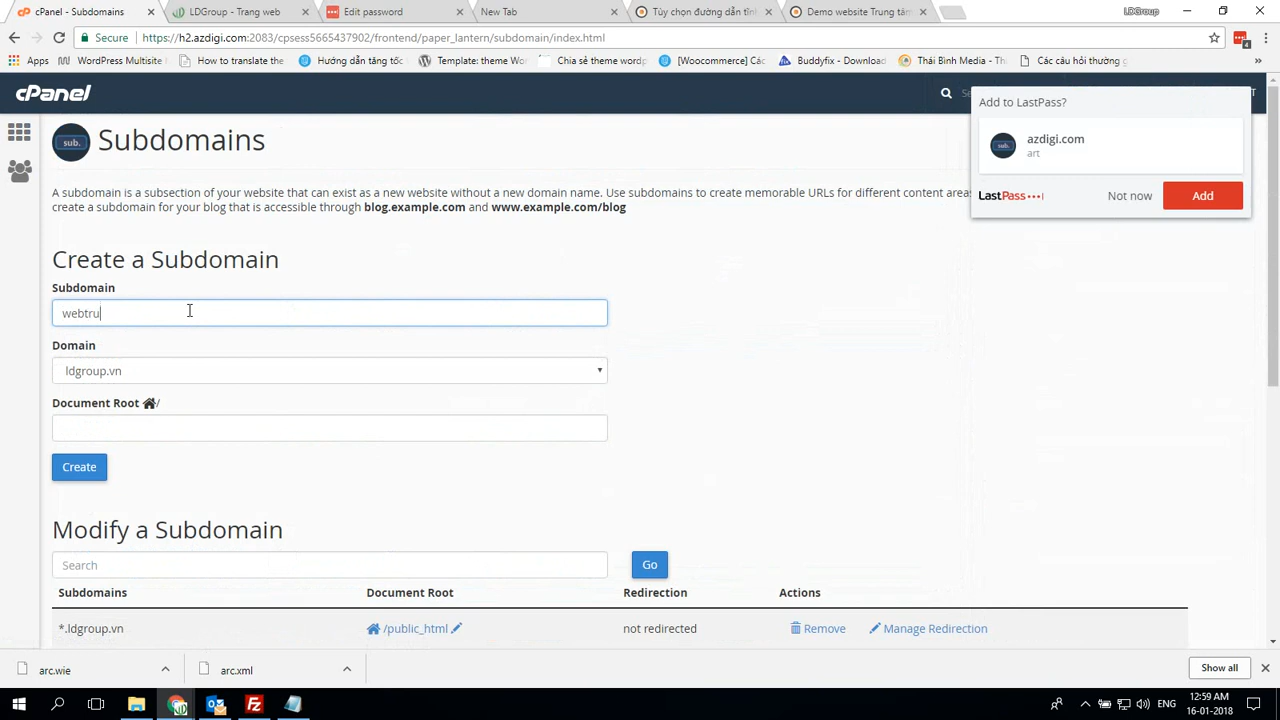 cPanel - Subdomains
LDGroup - Trang web
Edit password
New Tab
Tùy chọn đường dẫn tĩnh
Demo website Trung tâm
LDGroup
Secure
https://h2.azdigi.com:2083/cpsess5665437902/frontend/paper_lantern/subdomain/index.html
4
Apps
WordPress Multisite
How to translate the
Hướng dẫn tăng tốc
Template: theme Wor
Chia sẻ theme wordp
[Woocommerce] Các
Buddyfix - Download
Thái Bình Media - Th
Các câu hỏi thường g
»
cPanel
T
Add to LastPass?
azdigi.com
art
LastPass
Not now
Add
sub.
Subdomains
A subdomain is a subsection of your website that can exist as a new website without a new domain name. Use subdomains to create memorable URLs for different content areas
create a subdomain for your blog that is accessible through blog.example.com and www.example.com/blog
Create a Subdomain
Subdomain
webtru
Domain
ldgroup.vn
Document Root /
Create
Modify a Subdomain
Search
Go
Subdomains Document Root Redirection Actions
*.ldgroup.vn /public_html not redirected Remove Manage Redirection
arc.wie
arc.xml
Show all
ENG
12:59 AM
16-01-2018